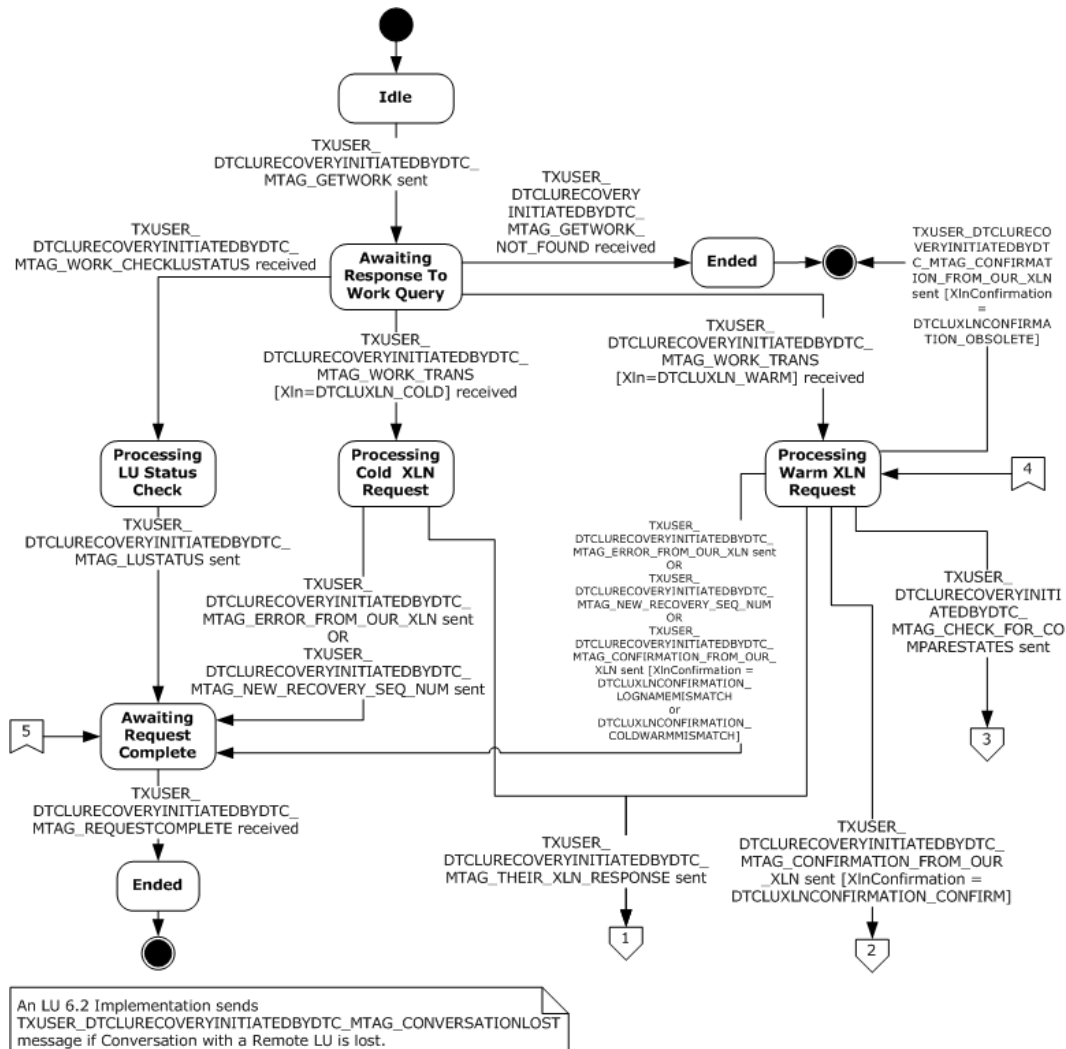 Idle
TXUSER_
DTCLURECOVERYINITIATEDBYDTC_
MTAG_GETWORK sent
TXUSER_
DTCLURECOVERY
INITIATEDBYDTC_
MTAG_GETWORK_
NOT_FOUND received
TXUSER_
DTCLURECOVERYINITIATEDBYDTC_
MTAG_WORK_CHECKLUSTATUS received
TXUSER_DTCLURECO
VERYINITIATEDBYDT
C_MTAG_CONFIRMAT
ION_FROM_OUR_XLN
sent [XlnConfirmation
=
DTCLUXLNCONFIRMA
TION_OBSOLETE]
Awaiting
Response To
Work Query
Ended
TXUSER_
DTCLURECOVERYINITIATEDBYDTC_
MTAG_WORK_TRANS
[Xln=DTCLUXLN_COLD] received
TXUSER_
DTCLURECOVERYINITIATEDBYDTC_
MTAG_WORK_TRANS
[Xln=DTCLUXLN_WARM] received
Processing
LU Status
Check
Processing
Cold XLN
Request
Processing
Warm XLN
Request
4
TXUSER_
DTCLURECOVERYINITIATEDBYDTC_
MTAG_LUSTATUS sent
TXUSER_
DTCLURECOVERYINITIATEDBYDTC_
MTAG_ERROR_FROM_OUR_XLN sent
OR
TXUSER_
DTCLURECOVERYINITIATEDBYDTC_
MTAG_NEW_RECOVERY_SEQ_NUM sent
TXUSER_
DTCLURECOVERYINITIATEDBYDTC_
MTAG_ERROR_FROM_OUR_XLN sent
OR
TXUSER_
DTCLURECOVERYINITIATEDBYDTC_
MTAG_NEW_RECOVERY_SEQ_NUM
OR
TXUSER_
DTCLURECOVERYINITIATEDBYDTC_
MTAG_CONFIRMATION_FROM_OUR_
XLN sent [XlnConfirmation =
DTCLUXLNCONFIRMATION_
LOGNAMEMISMATCH
or
DTCLUXLNCONFIRMATION_
COLDWARMMISMATCH]
TXUSER_
DTCLURECOVERYINITI
ATEDBYDTC_
MTAG_CHECK_FOR_CO
MPARESTATES sent
5
Awaiting
Request
Complete
3
TXUSER_
DTCLURECOVERYINITIATEDBYDTC_
MTAG_REQUESTCOMPLETE received
TXUSER_
DTCLURECOVERYINITIATEDBYDTC_
MTAG_THEIR_XLN_RESPONSE sent
TXUSER_
DTCLURECOVERYINITIATEDBYDTC_
MTAG_CONFIRMATION_FROM_OUR
_XLN sent [XlnConfirmation =
DTCLUXLNCONFIRMATION_CONFIRM]
Ended
1
2
An LU 6.2 Implementation sends
TXUSER_DTCLURECOVERYINITIATEDBYDTC_MTAG_CONVERSATIONLOST
message if Conversation with a Remote LU is lost.